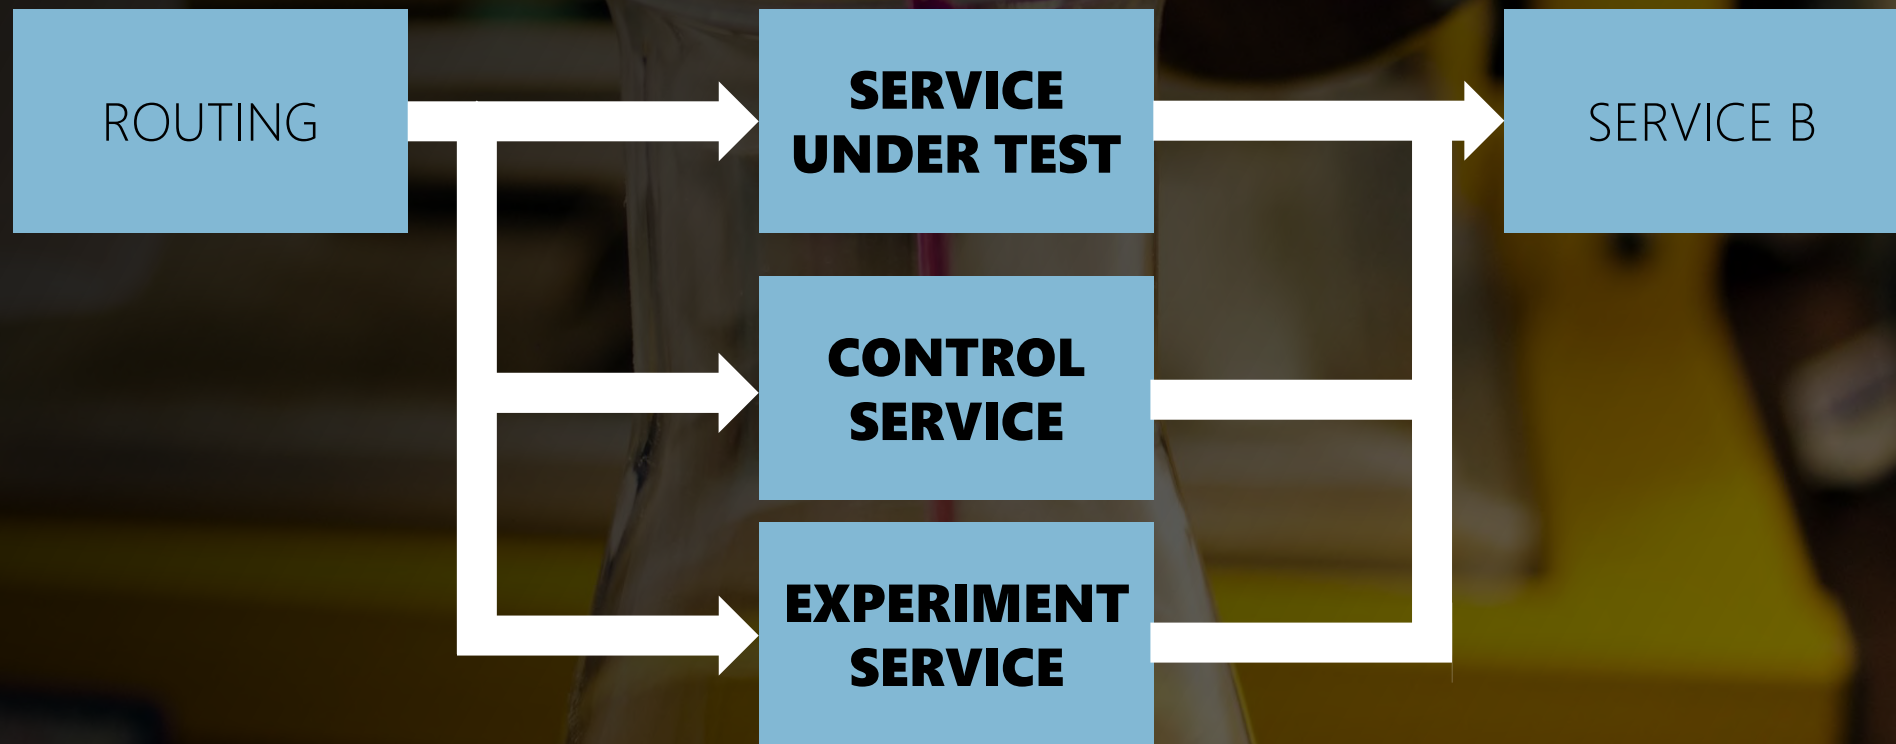 ROUTING
SERVICE
UNDER TEST
SERVICE B
CONTROL
SERVICE
EXPERIMENT
SERVICE